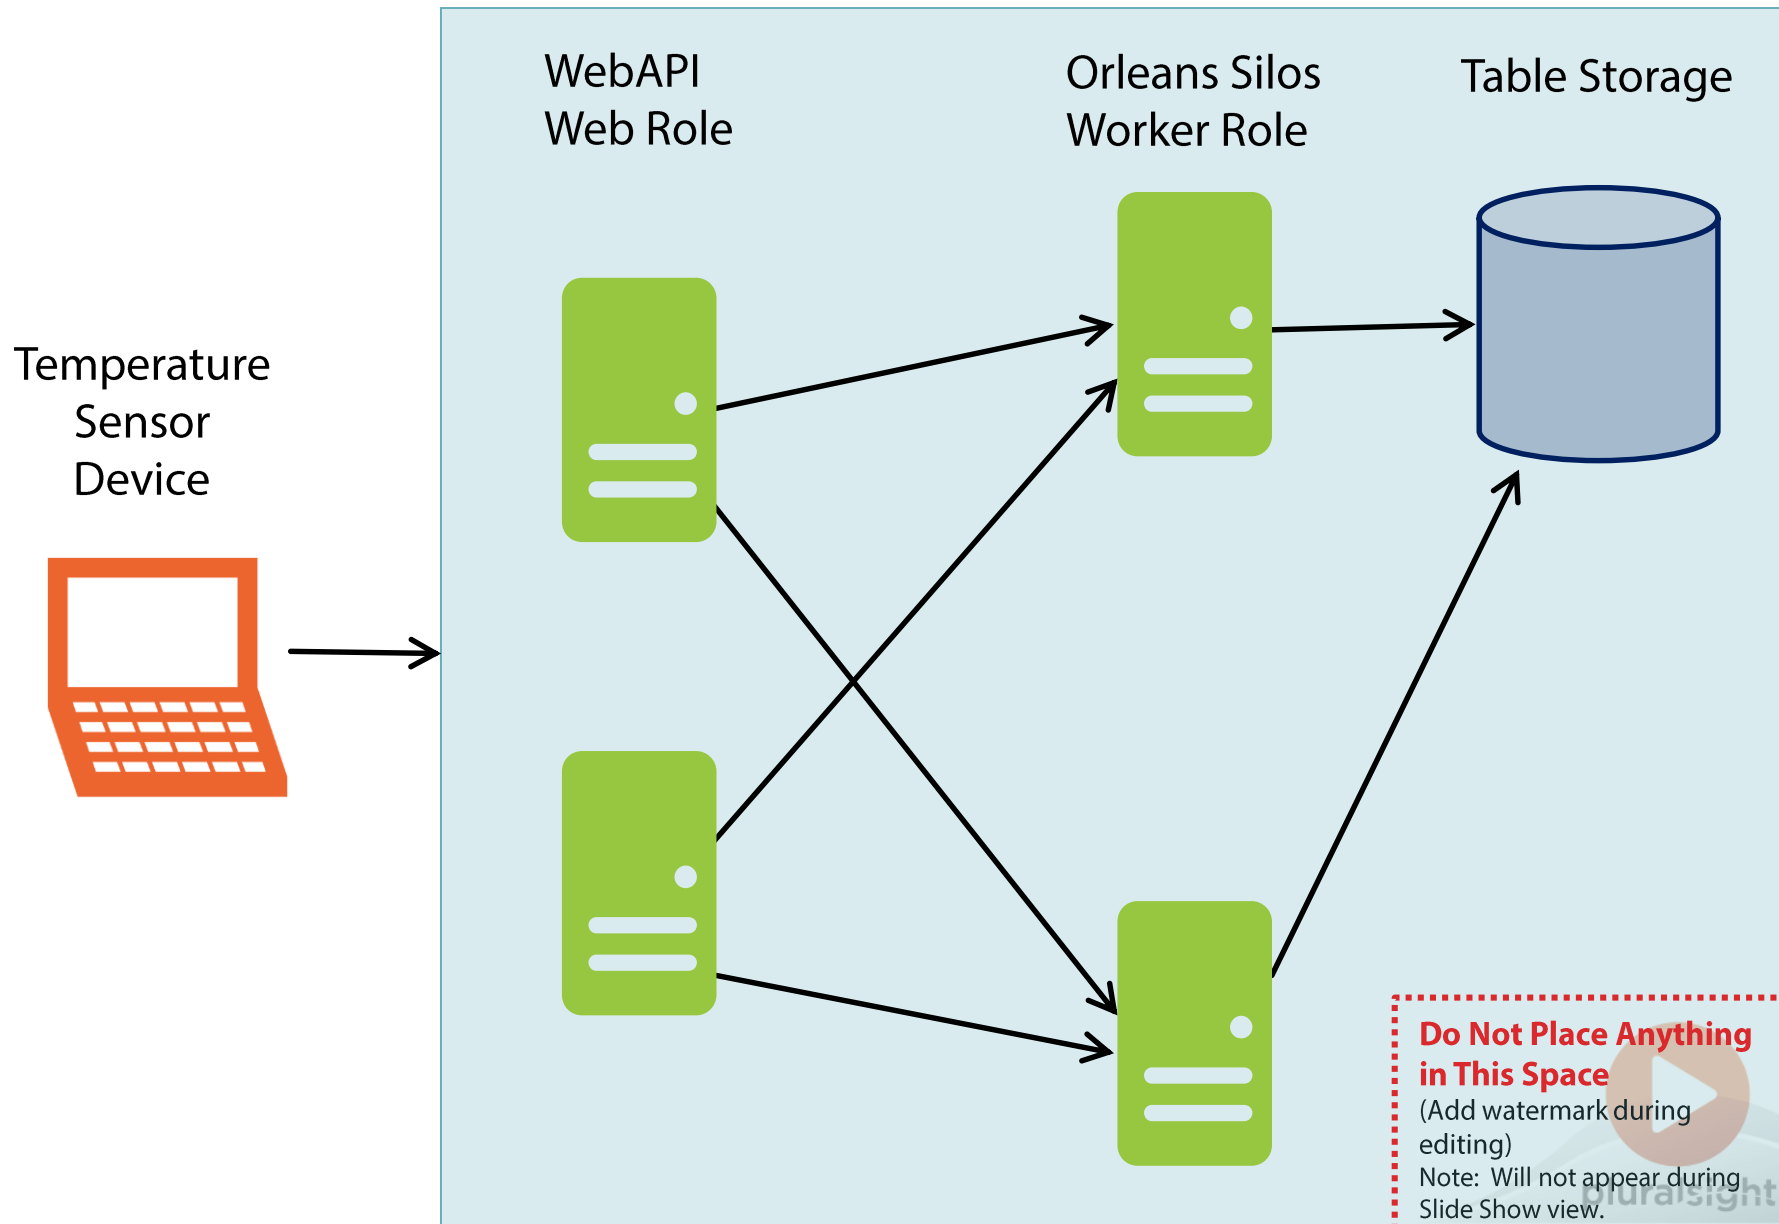 WebAPI
Web Role
Orleans Silos
Worker Role
Table Storage
Temperature
Sensor
Device
Do Not Place Anything
in This Space
(Add watermark during
editing)
Note:  Will not appear during
Slide Show view.
pluralsight